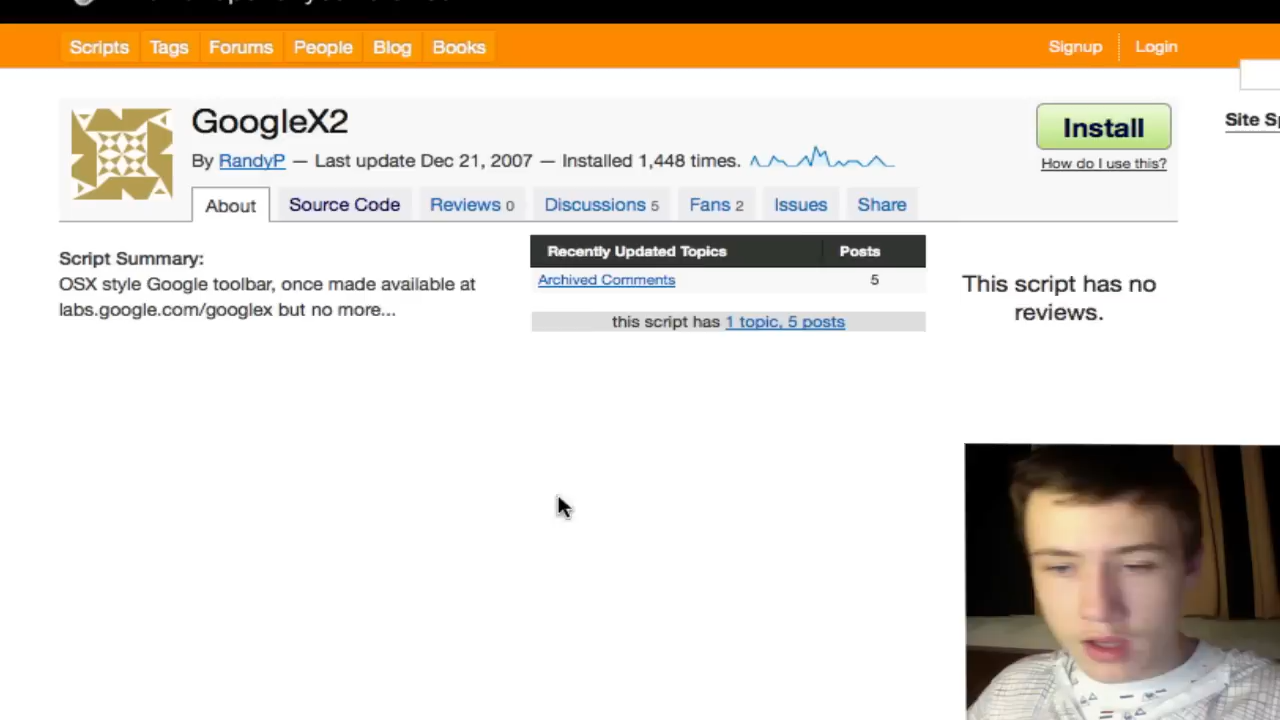 Scripts Tags Forums People Blog Books Signup Login
GoogleX2
Install
Site
By RandyP — Last update Dec 21, 2007 — Installed 1,448 times.
How do I use this?
About Source Code Reviews 0 Discussions 5 Fans 2 Issues Share
Script Summary:
OSX style Google toolbar, once made available at
labs.google.com/googlex but no more...
Recently Updated Topics Posts
Archived Comments 5
this script has 1 topic, 5 posts
This script has no
reviews.